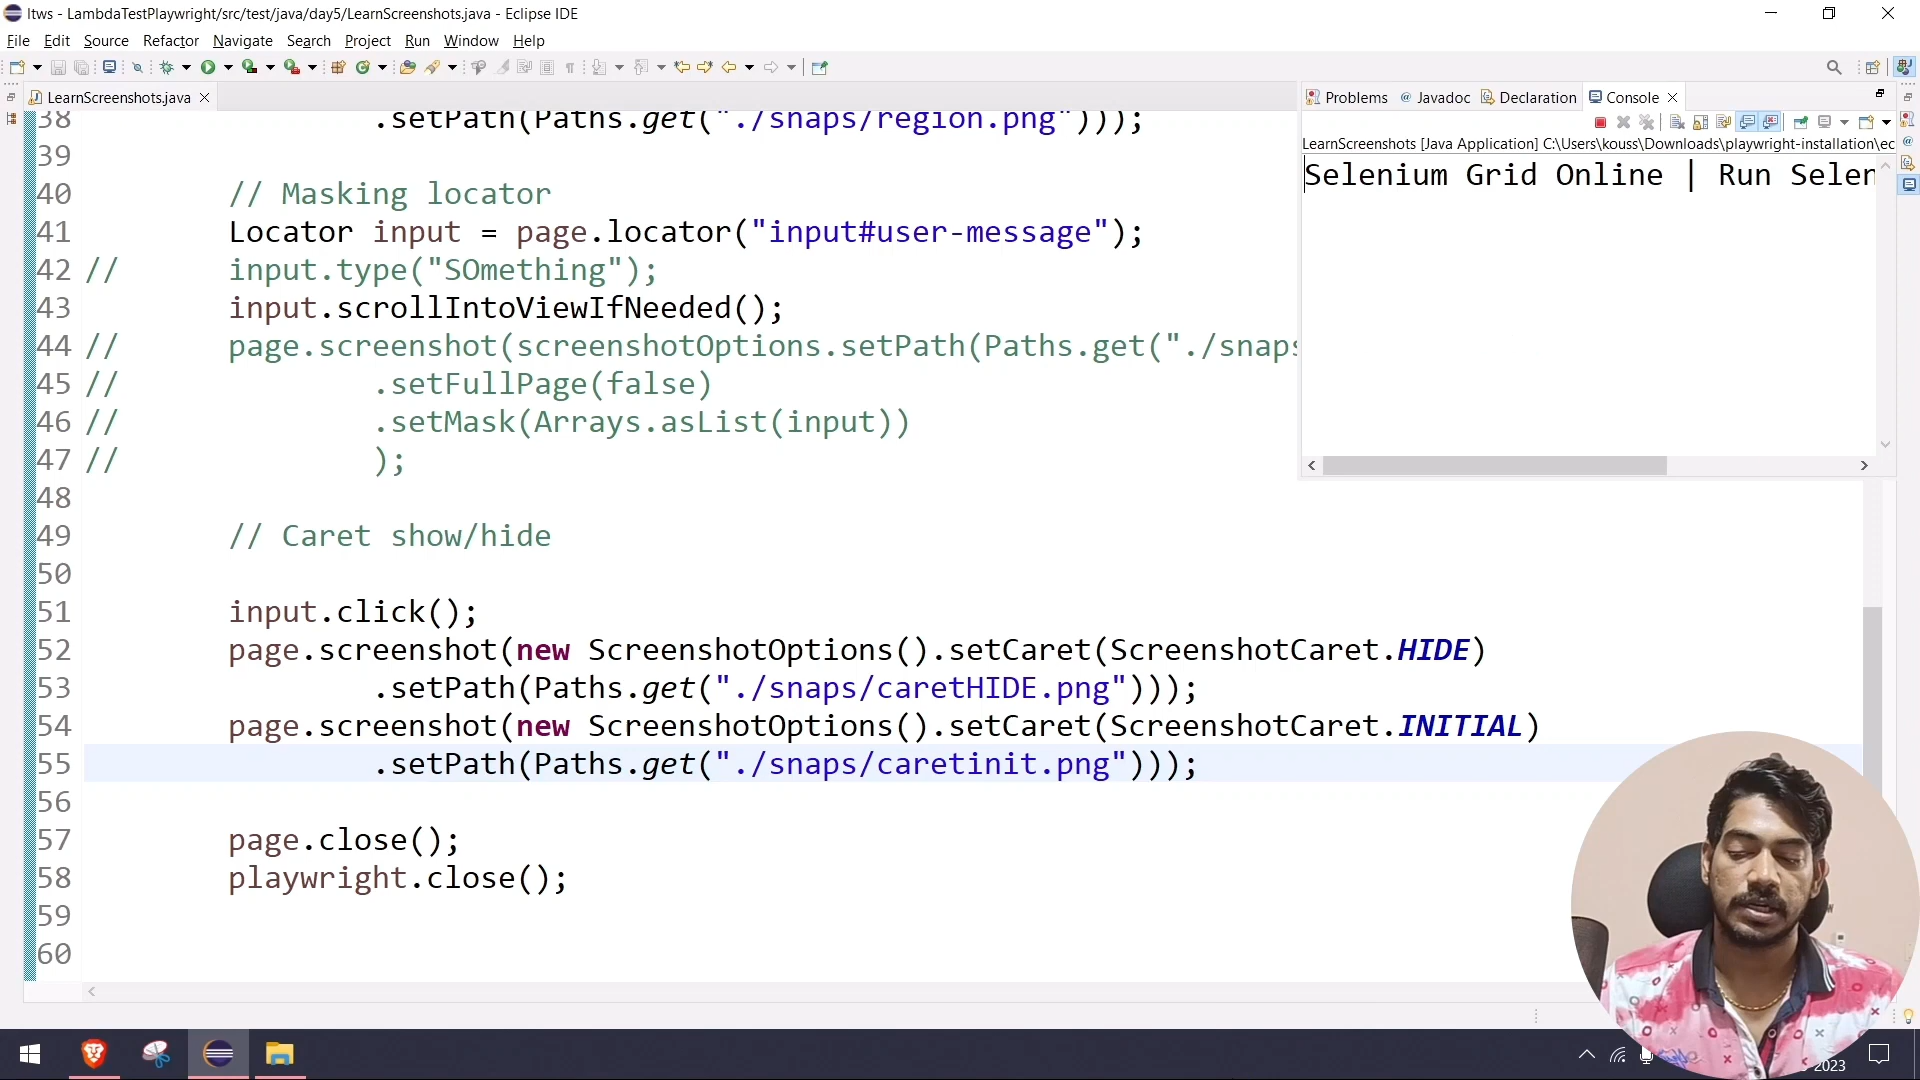 ltws - LambdaTestPlaywright/src/test/java/day5/LearnScreenshots.java - Eclipse IDE
File Edit Source Refactor Navigate Search Project Run Window Help
LearnScreenshots.java
Problems @ Javadoc Declaration Console
LearnScreenshots [Java Application] C:\Users\kouss\Downloads\playwright-installation\ec
Selenium Grid Online | Run Selen
38 .setPath(Paths.get("./snaps/region.png")));
39
40 // Masking locator
41 Locator input = page.locator("input#user-message");
42 // input.type("SOmething");
43 input.scrollIntoViewIfNeeded();
44 // page.screenshot(screenshotOptions.setPath(Paths.get("./snaps
45 // .setFullPage(false)
46 // .setMask(Arrays.asList(input))
47 // );
48
49 // Caret show/hide
50
51 input.click();
52 page.screenshot(new ScreenshotOptions().setCaret(ScreenshotCaret.HIDE)
53 .setPath(Paths.get("./snaps/caretHIDE.png")));
54 page.screenshot(new ScreenshotOptions().setCaret(ScreenshotCaret.INITIAL)
55 .setPath(Paths.get("./snaps/caretinit.png")));
56
57 page.close();
58 playwright.close();
59
60
2023